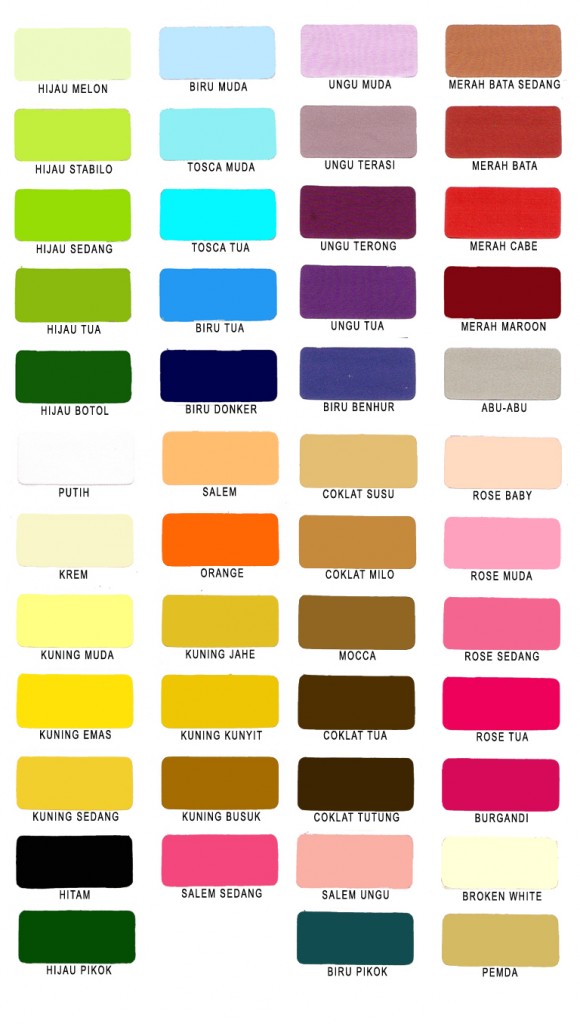 HIJAU MELON
BIRU MUDA
UNGU MUDA
MERAH BATA SEDANG
HIJAU STABILO
TOSCA MUDA
UNGU TERASI
MERAH BATA
HIJAU SEDANG
TOSCA TUA
UNGU TERONG
MERAH CABE
HIJAU TUA
BIRU TUA
UNGU TUA
MERAH MAROON
HIJAU BOTOL
BIRU DONKER
BIRU BENHUR
ABU-ABU
PUTIH
SALEM
COKLAT SUSU
ROSE BABY
KREM
ORANGE
COKLAT MILO
ROSE MUDA
KUNING MUDA
KUNING JAHE
MOCCA
ROSE SEDANG
KUNING EMAS
KUNING KUNYIT
COKLAT TUA
ROSE TUA
KUNING SEDANG
KUNING BUSUK
COKLAT TUTUNG
BURGANDI
HITAM
SALEM SEDANG
SALEM UNGU
BROKEN WHITE
HIJAU PIKOK
BIRU PIKOK
PEMDA